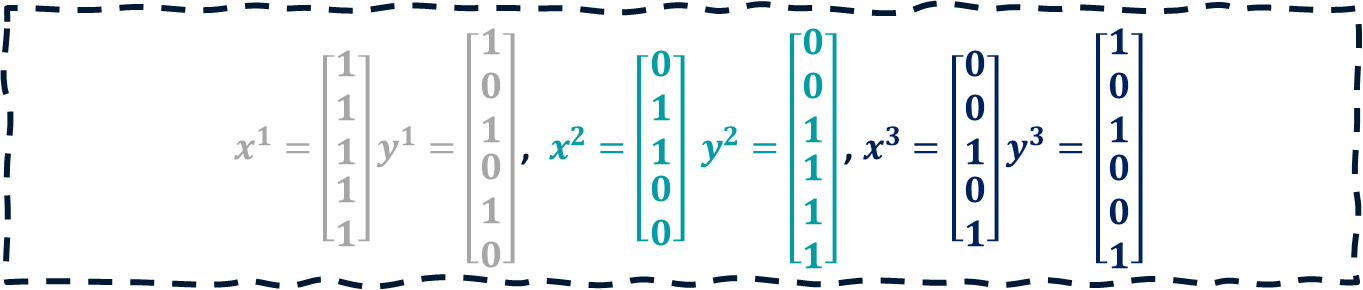 x¹ = [1 1 1 1 1] y¹ = [1 0 1 0 1 0], x² = [0 1 1 0 0] y² = [0 0 1 1 1 1], x³ = [0 0 1 0 1] y³ = [1 0 1 0 0 1]